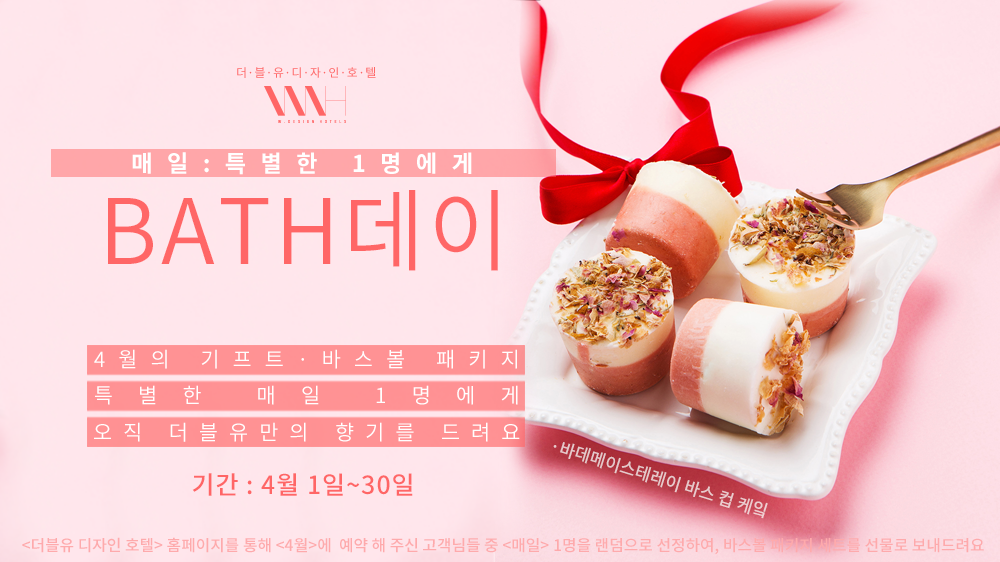 더·블·유·디·자·인·호·텔
WH
W DESIGN HOTELS
매일:특별한 1명에게
BATH데이
4월의 기프트·바스볼 패키지
특별한 매일 1명에게
오직 더블유만의 향기를 드려요
기간 : 4월 1일~30일
·바데메이스테레이 바스 컵 케잌
<더블유 디자인 호텔> 홈페이지를 통해 <4월>에 예약 해 주신 고객님들 중 <매일> 1명을 랜덤으로 선정하여, 바스볼 패키지 세트를 선물로 보내드려요